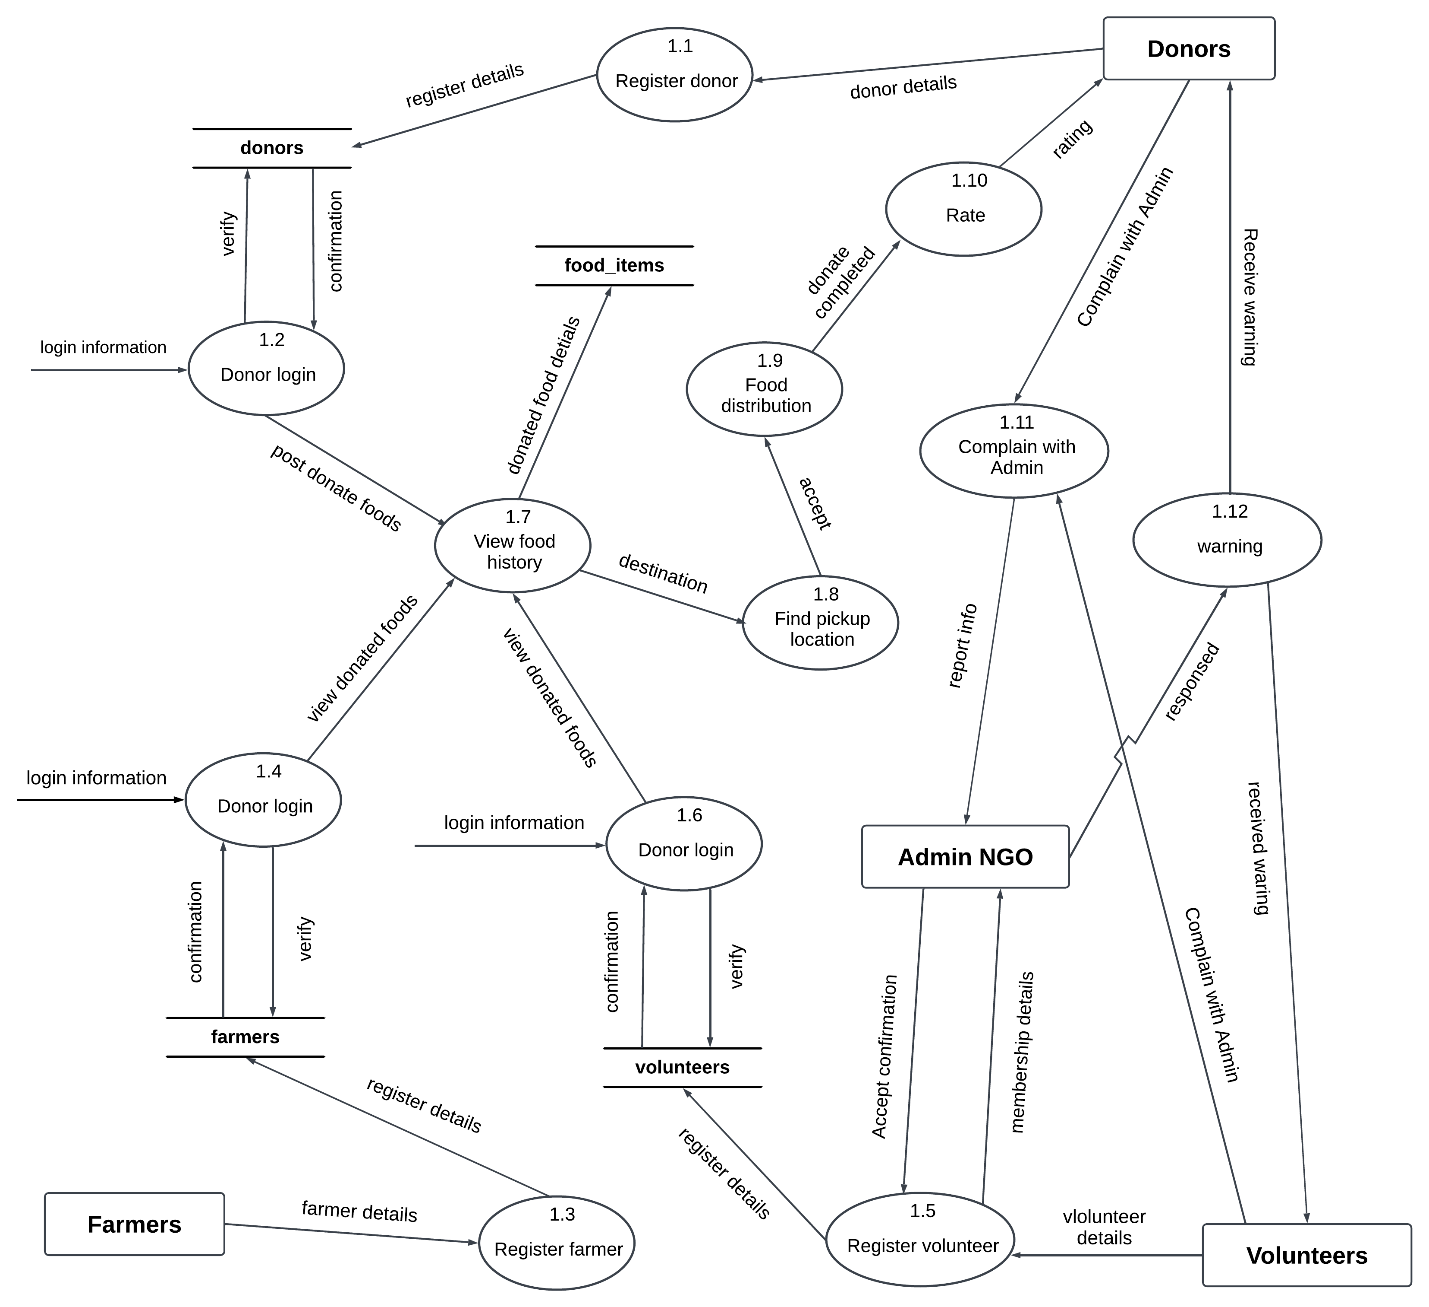 1.1
Register donor
Donors
register details
donor details
donors
rating
1.10
Rate
verify
confirmation
Complain with Admin
Receive warning
food_items
donate
completed
1.2
Donor login
login information
donated food detials
1.9
Food
distribution
1.11
Complain with
Admin
post donate foods
accept
1.7
View food
history
1.12
warning
destination
1.8
Find pickup
location
view donated foods
view donated foods
report info
responsed
login information
1.4
Donor login
login information
1.6
Donor login
Admin NGO
received waring
confirmation
verify
confirmation
verify
Accept confirmation
membership details
Complain with Admin
farmers
volunteers
register details
register details
Farmers
farmer details
1.3
Register farmer
1.5
Register volunteer
vlolunteer
details
Volunteers